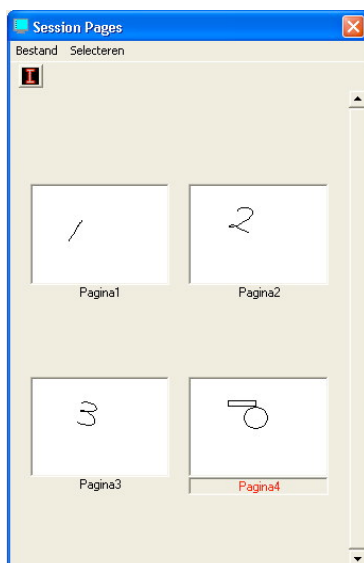 Session Pages
Bestand Selecteren
I
1
2
Pagina1 Pagina2
3
Pagina3 Pagina4